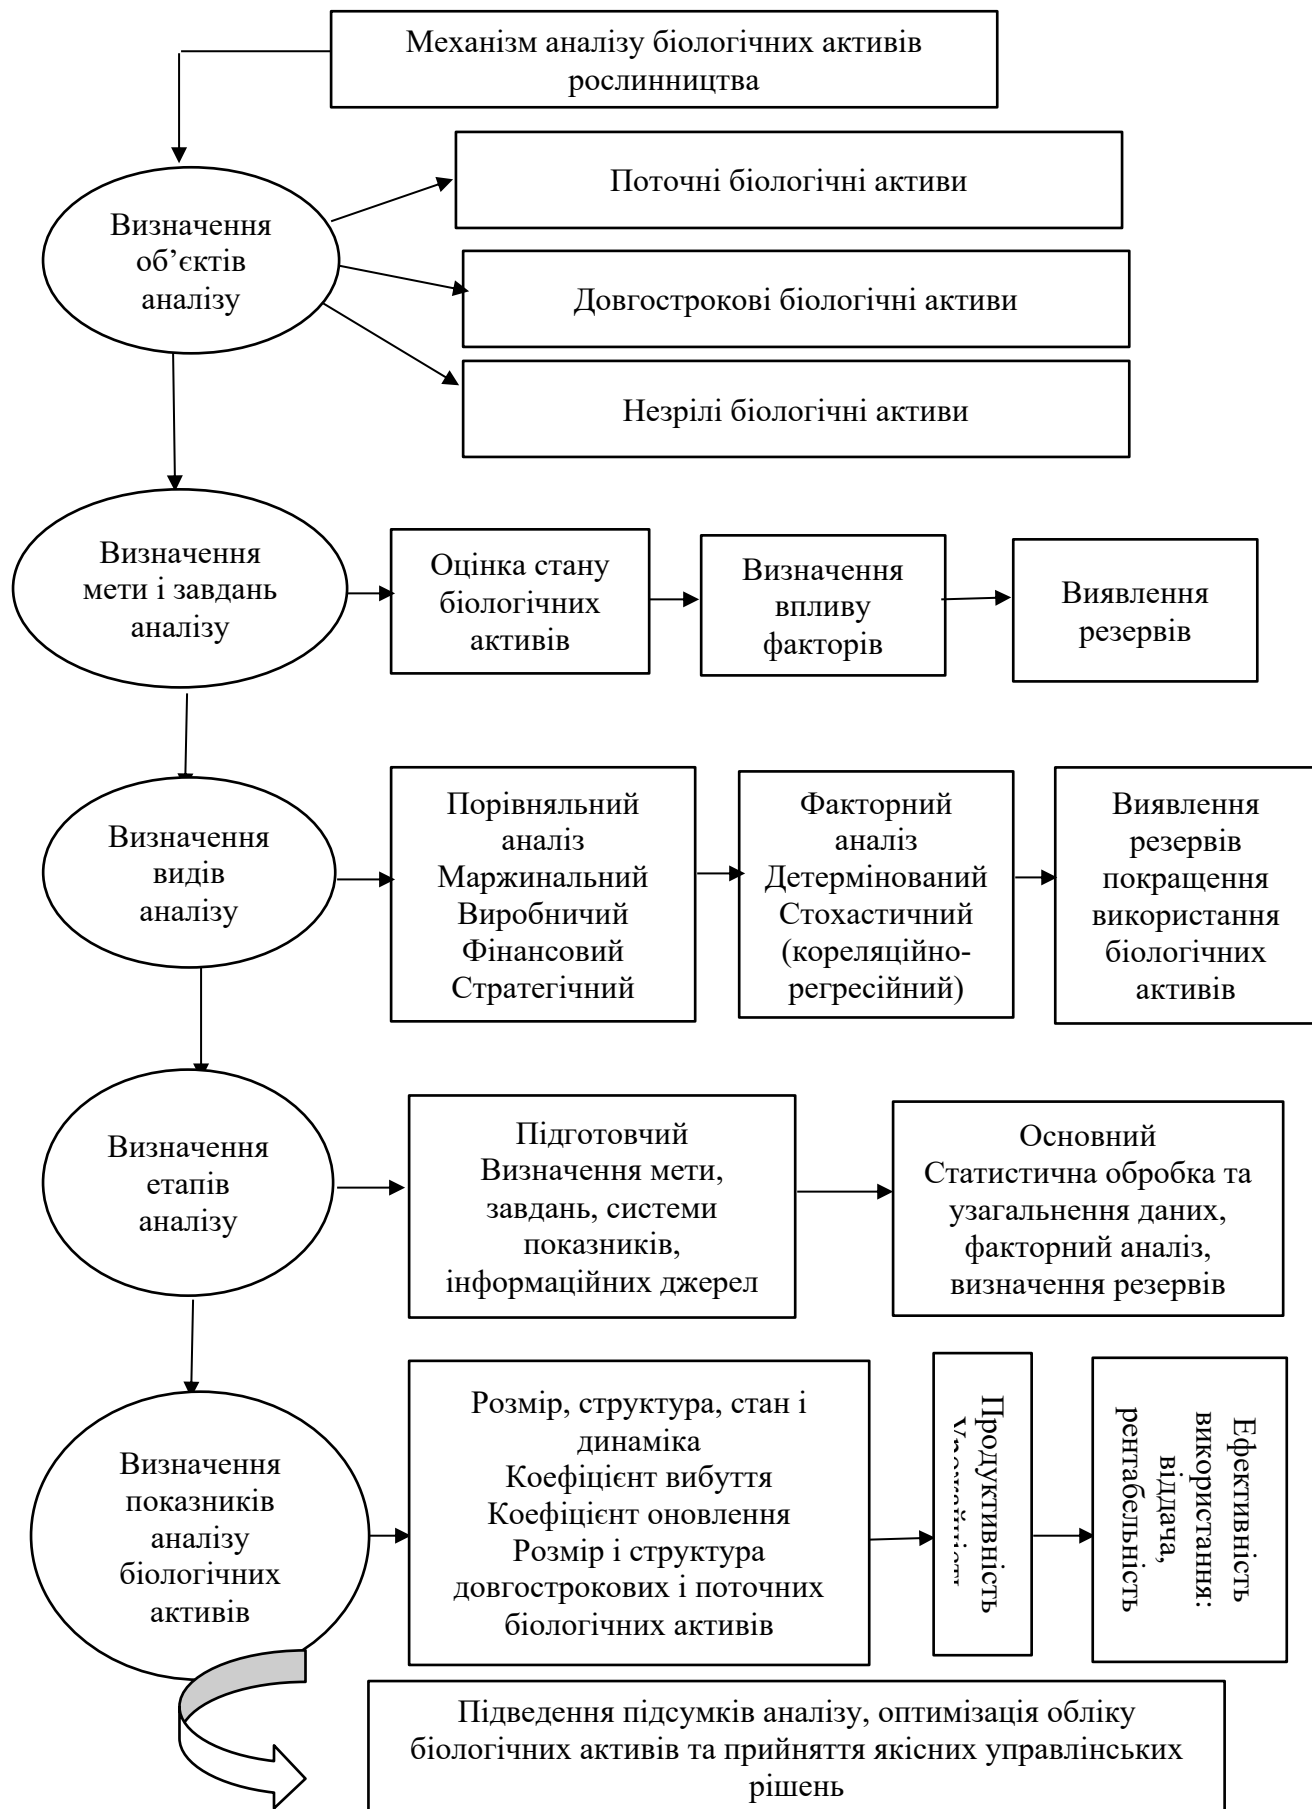 Механізм аналізу біологічних активів
рослинництва
Поточні біологічні активи
Визначення
об’єктів
аналізу
Довгострокові біологічні активи
Незрілі біологічні активи
Визначення
мети і завдань
аналізу
Оцінка стану
біологічних
активів
Визначення
впливу
факторів
Виявлення
резервів
Визначення
видів
аналізу
Порівняльний
аналіз
Маржинальний
Виробничий
Фінансовий
Стратегічний
Факторний
аналіз
Детермінований
Стохастичний
(кореляційно-
регресійний)
Виявлення
резервів
покращення
використання
біологічних
активів
Визначення
етапів
аналізу
Підготовчий
Визначення мети,
завдань, системи
показників,
інформаційних джерел
Основний
Статистична обробка та
узагальнення даних,
факторний аналіз,
визначення резервів
Визначення
показників
аналізу
біологічних
активів
Розмір, структура, стан і
динаміка
Коефіцієнт вибуття
Коефіцієнт оновлення
Розмір і структура
довгострокових і поточних
біологічних активів
Продуктивність
Ефективність
використання:
віддача,
рентабельність
Підведення підсумків аналізу, оптимізація обліку
біологічних активів та прийняття якісних управлінських
рішень